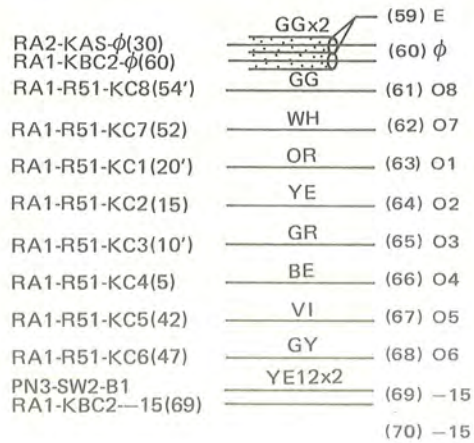 GGx2 (59) E
RA2-KAS-ϕ(30) (60) ϕ
RA1-KBC2-ϕ(60)
RA1-R51-KC8(54') GG (61) O8
RA1-R51-KC7(52) WH (62) O7
RA1-R51-KC1(20') OR (63) O1
RA1-R51-KC2(15) YE (64) O2
RA1-R51-KC3(10') GR (65) O3
RA1-R51-KC4(5) BE (66) O4
RA1-R51-KC5(42) VI (67) O5
RA1-R51-KC6(47) GY (68) O6
PN3-SW2-B1 YE12x2 (69) −15
RA1-KBC2-−15(69)
(70) −15